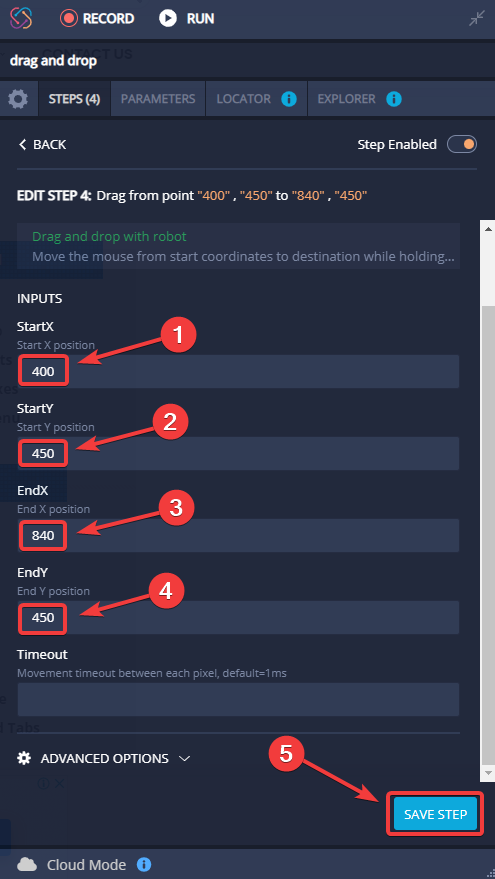 RECORD RUN
CONTACT US
drag and drop
STEPS (4) PARAMETERS LOCATOR i EXPLORER i
BACK Step Enabled
EDIT STEP 4: Drag from point "400" , "450" to "840" , "450"
Drag and drop with robot
Move the mouse from start coordinates to destination while holding...
INPUTS
StartX
Start X position
1
400
StartY
Start Y position
2
450
EndX
End X position
3
840
EndY
End Y position
4
450
Timeout
Movement timeout between each pixel, default=1ms
Tabs
ADVANCED OPTIONS
5
SAVE STEP
Cloud Mode i